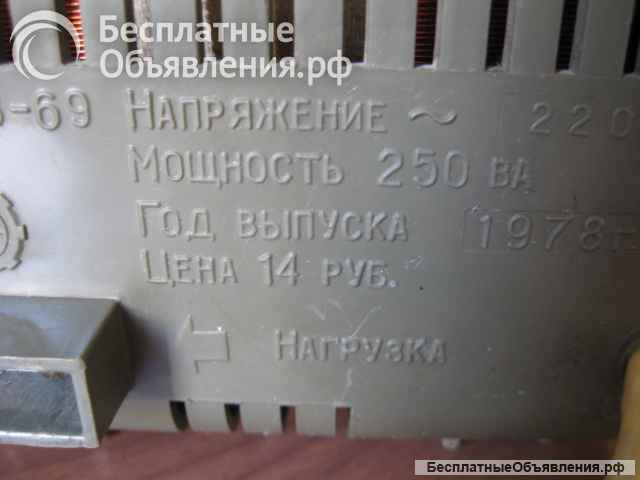 Бесплатные
Объявления.рф
-69 НАПРЯЖЕНИЕ ~ 220
МОЩНОСТЬ 250 ВА
ГОД ВЫПУСКА 1978
ЦЕНА 14 РУБ.
НАГРУЗКА
БесплатныеОбъявления.рф